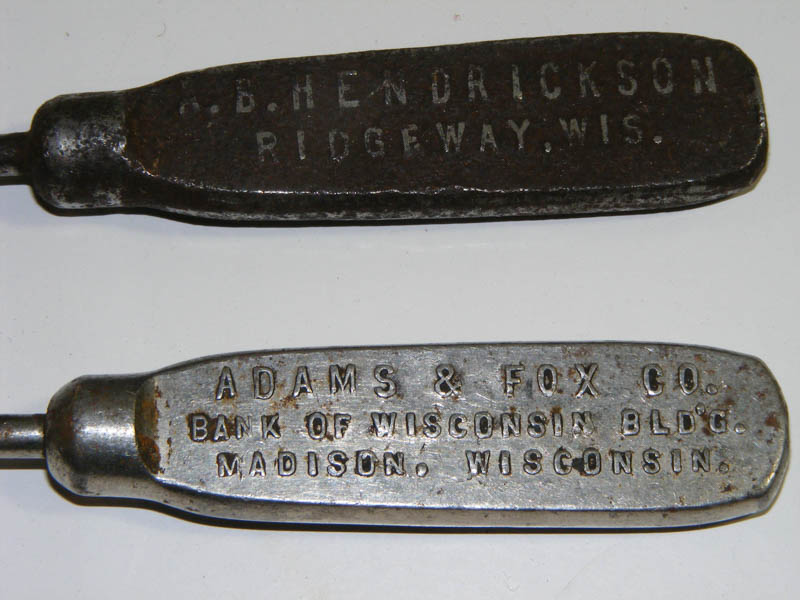 B. HENDRICKSON
RIDGEWAY, WIS.
ADAMS & FOX CO.
BANK OF WISCONSIN BLD'G.
MADISON. WISCONSIN.